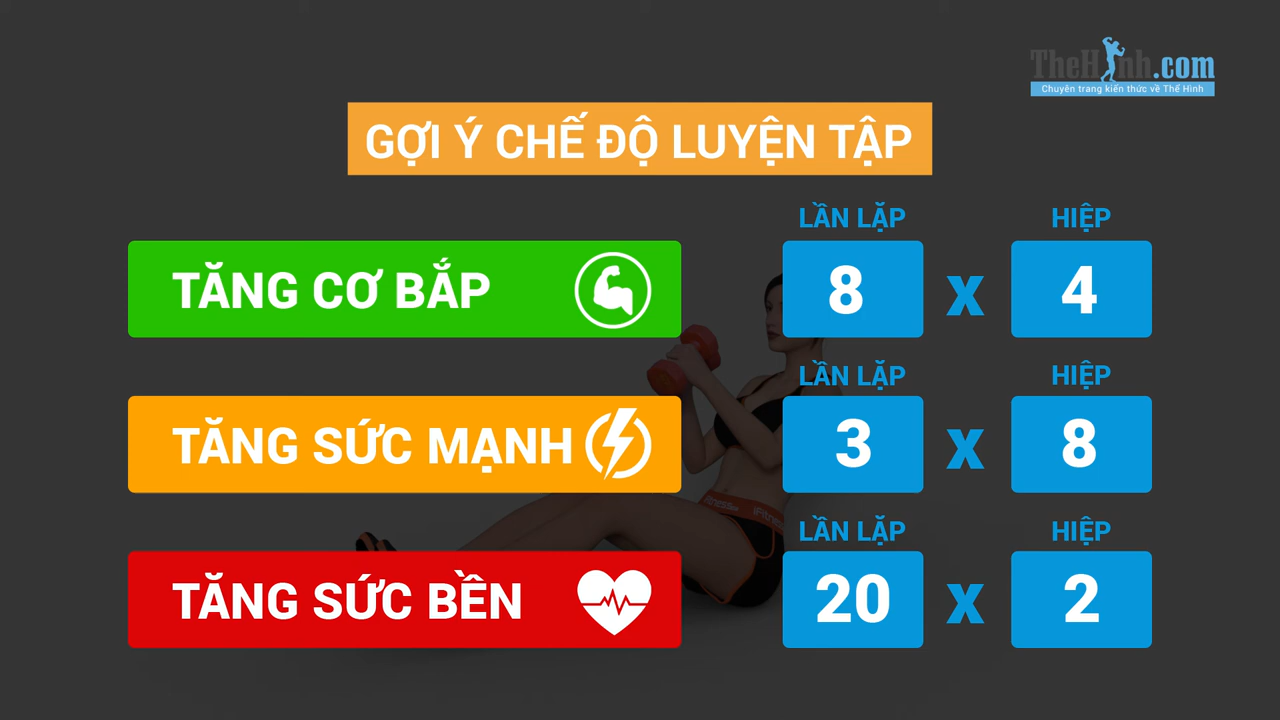 TheHình.com
Chuyên trang kiến thức về Thể Hình
GỢI Ý CHẾ ĐỘ LUYỆN TẬP
LẦN LẶP HIỆP
TĂNG CƠ BẮP 8 x 4
LẦN LẶP HIỆP
TĂNG SỨC MẠNH 3 x 8
LẦN LẶP HIỆP
TĂNG SỨC BỀN 20 x 2